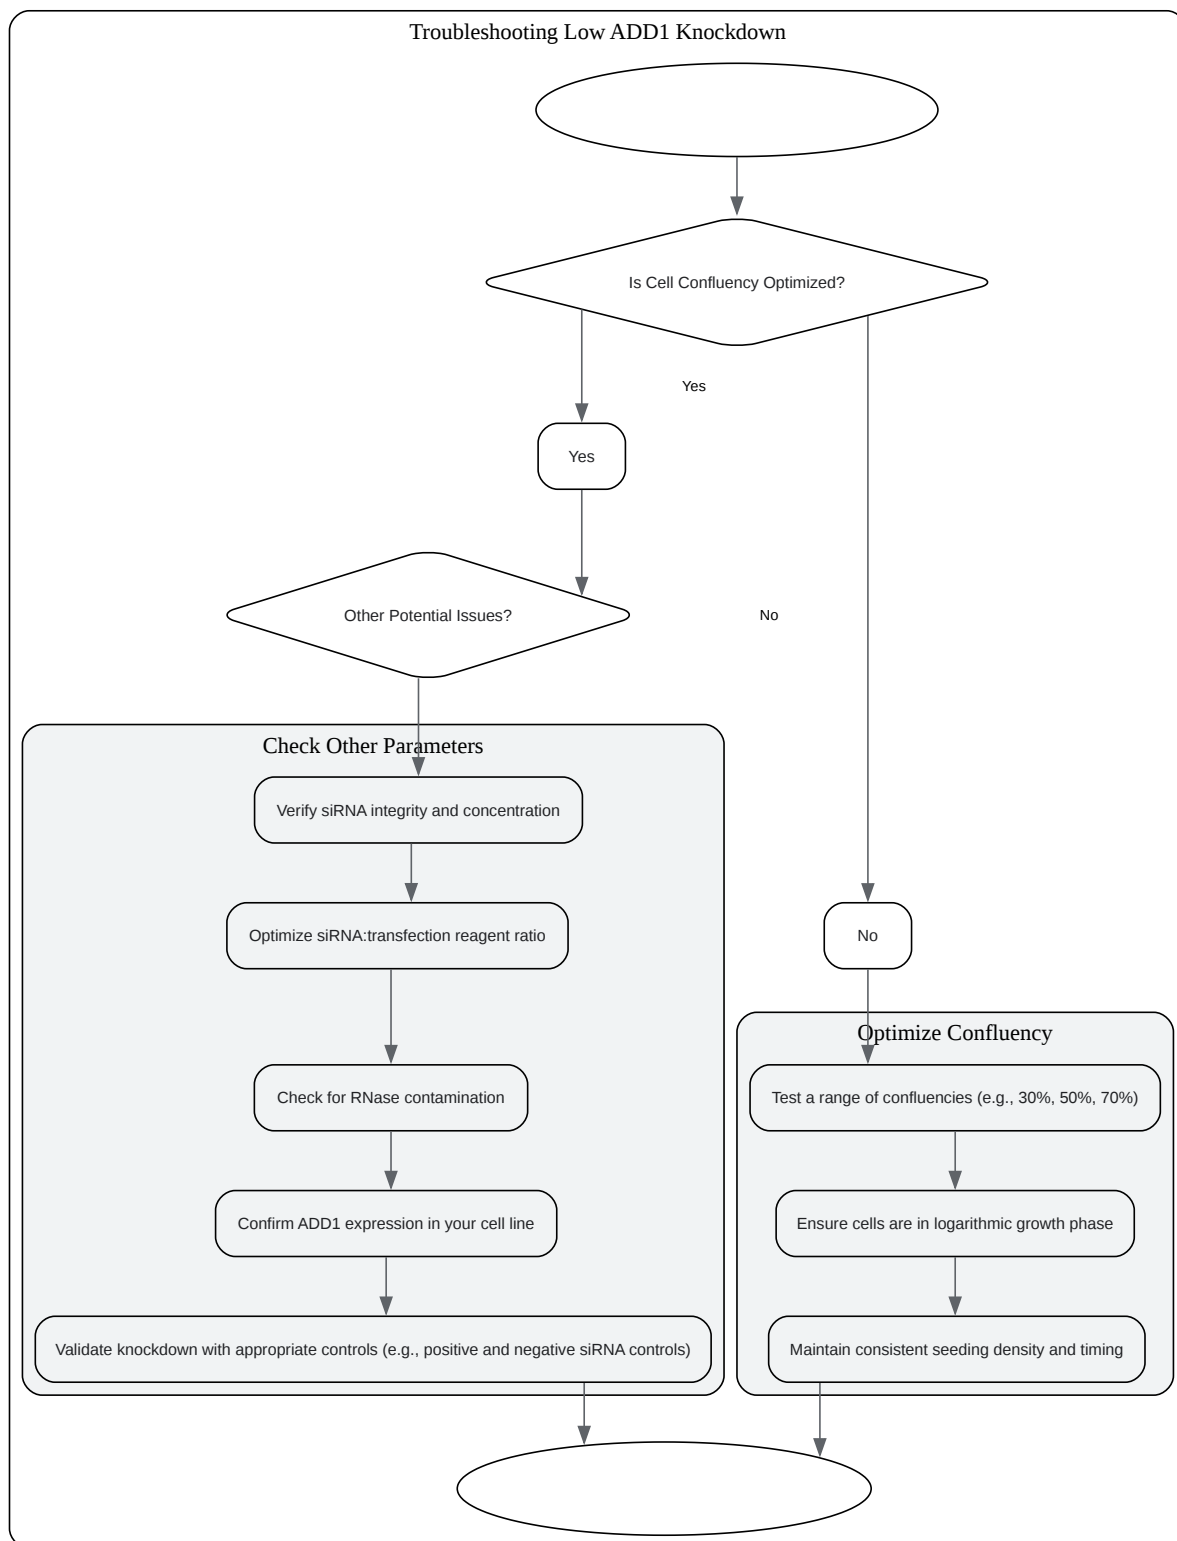 Troubleshooting Low ADD1 Knockdown
Is Cell Confluency Optimized?
Yes
Yes
Other Potential Issues?
No
Check Other Parameters
Verify siRNA integrity and concentration
Optimize siRNA:transfection reagent ratio
Check for RNase contamination
Confirm ADD1 expression in your cell line
Validate knockdown with appropriate controls (e.g., positive and negative siRNA controls)
No
Optimize Confluency
Test a range of confluencies (e.g., 30%, 50%, 70%)
Ensure cells are in logarithmic growth phase
Maintain consistent seeding density and timing